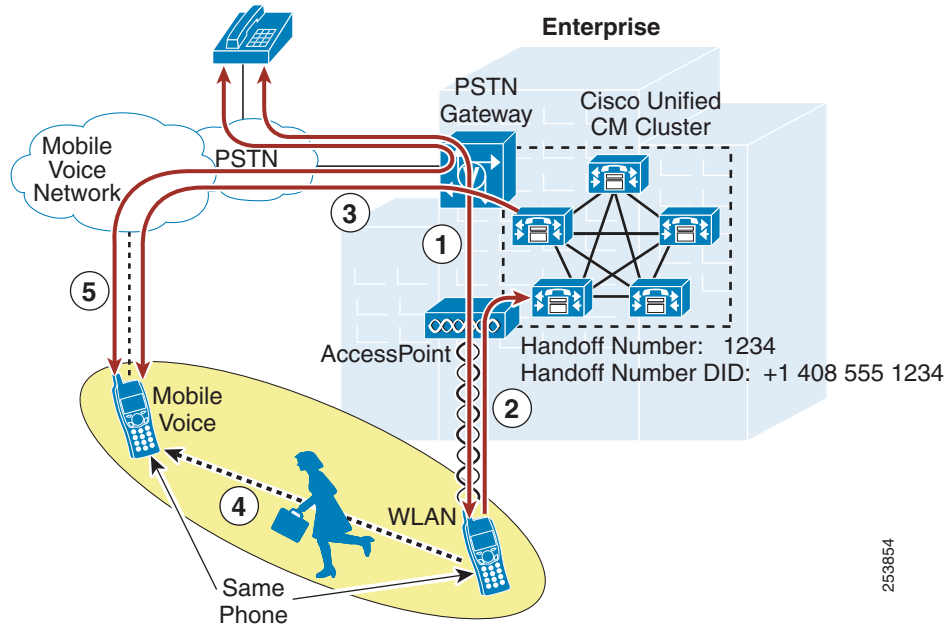 Enterprise
PSTN
Gateway
Cisco Unified
CM Cluster
Mobile
Voice
Network
PSTN
3
1
5
AccessPoint
Handoff Number: 1234
Handoff Number DID: +1 408 555 1234
2
Mobile
Voice
4
WLAN
Same
Phone
253854